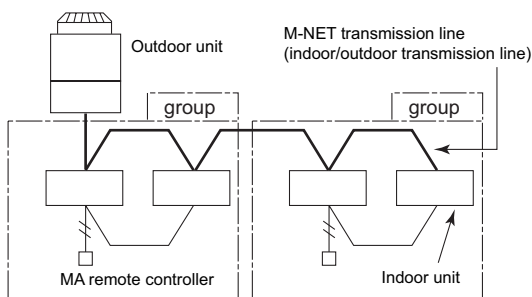 Outdoor unit
M-NET transmission line
(indoor/outdoor transmission line)
group
group
MA remote controller
Indoor unit